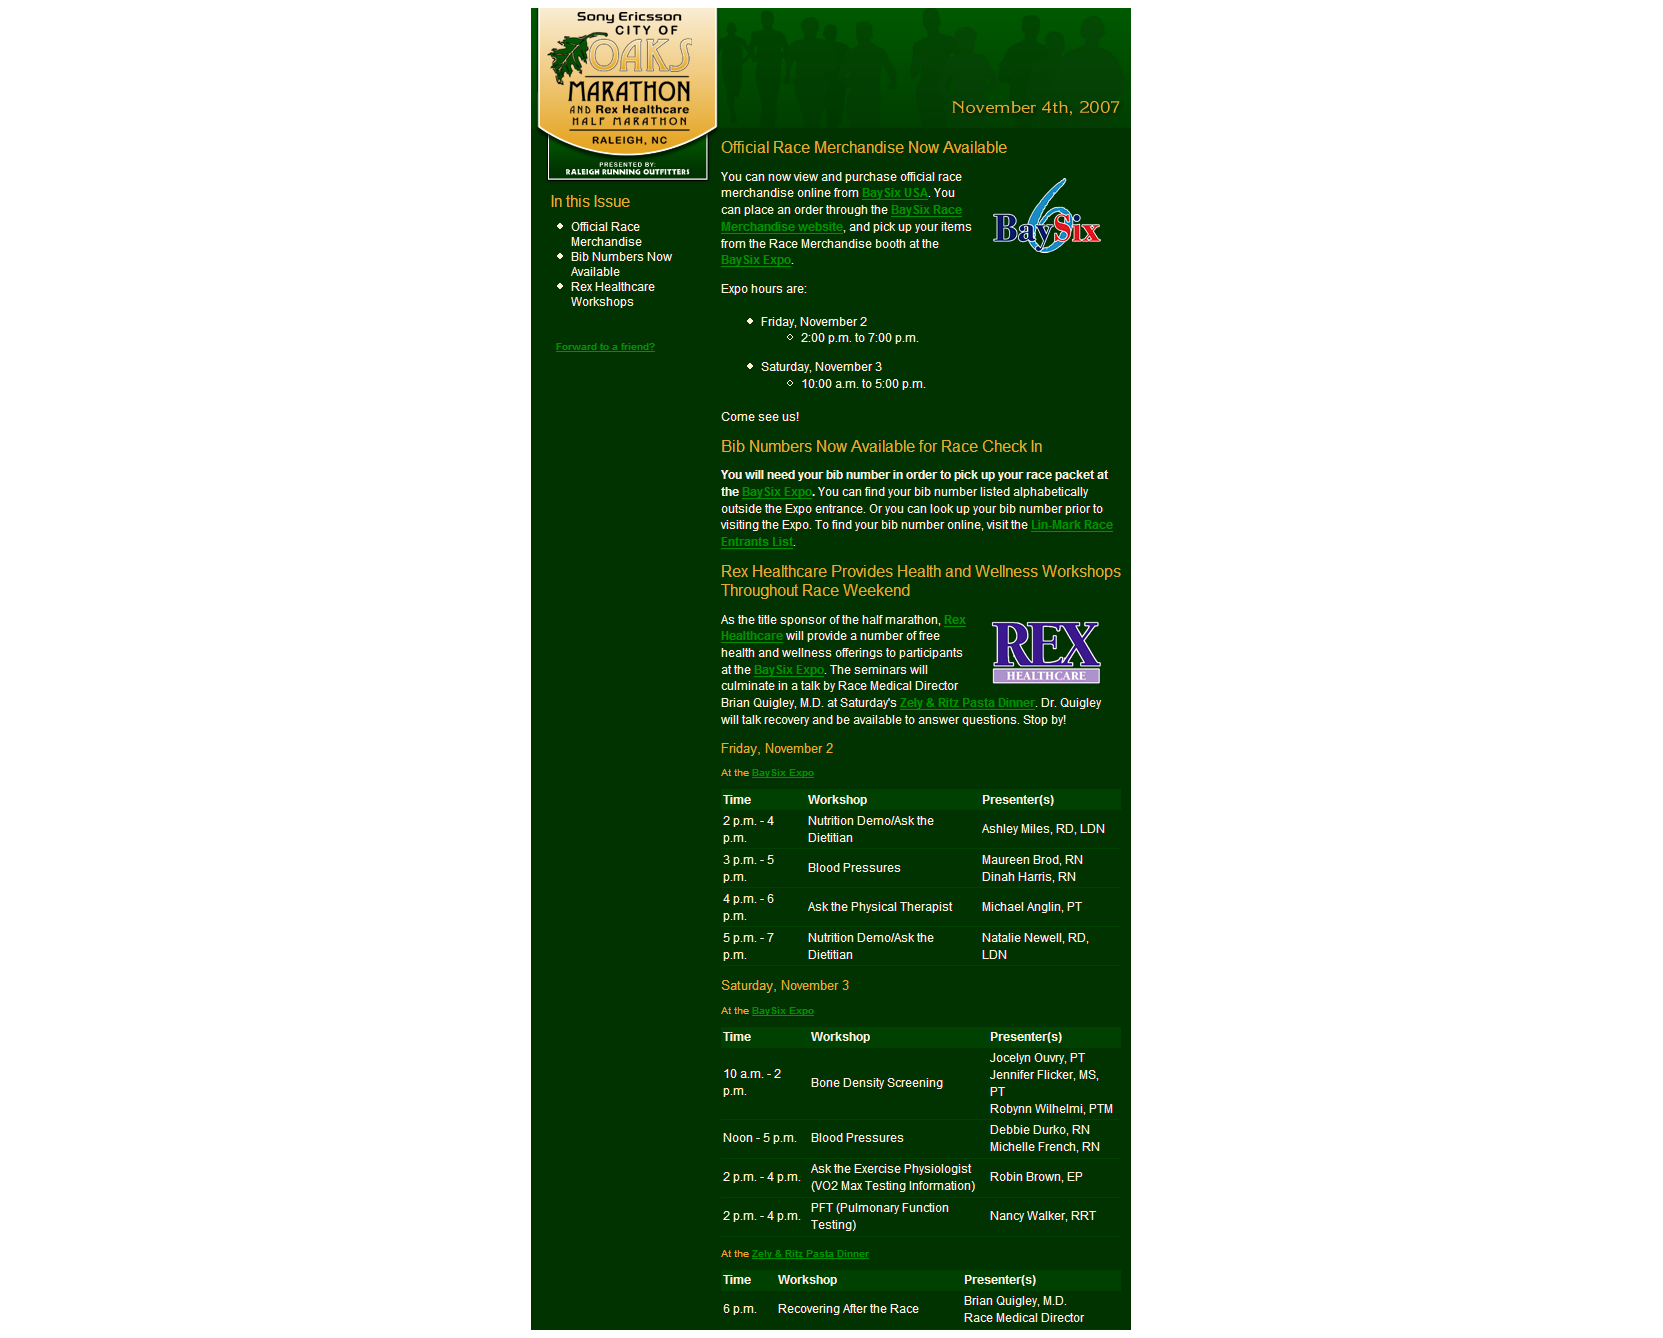 Sony Ericsson
CITY OF
OAKS
MARATHON
AND Rex Healthcare
HALF MARATHON
RALEIGH, NC
PRESENTED BY:
RALEIGH RUNNING OUTFITTERS
November 4th, 2007
In this Issue
Official Race
Merchandise
Bib Numbers Now
Available
Rex Healthcare
Workshops
Forward to a friend?
Official Race Merchandise Now Available
You can now view and purchase official race
merchandise online from BaySix USA. You
can place an order through the BaySix Race
Merchandise website, and pick up your items
from the Race Merchandise booth at the
BaySix Expo.
6
BaySix
Expo hours are:
Friday, November 2
2:00 p.m. to 7:00 p.m.
Saturday, November 3
10:00 a.m. to 5:00 p.m.
Come see us!
Bib Numbers Now Available for Race Check In
You will need your bib number in order to pick up your race packet at
the BaySix Expo. You can find your bib number listed alphabetically
outside the Expo entrance. Or you can look up your bib number prior to
visiting the Expo. To find your bib number online, visit the Lin-Mark Race
Entrants List.
Rex Healthcare Provides Health and Wellness Workshops
Throughout Race Weekend
As the title sponsor of the half marathon, Rex
Healthcare will provide a number of free
health and wellness offerings to participants
at the BaySix Expo. The seminars will
culminate in a talk by Race Medical Director
Brian Quigley, M.D. at Saturday's Zely & Ritz Pasta Dinner. Dr. Quigley
will talk recovery and be available to answer questions. Stop by!
REX
HEALTHCARE
Friday, November 2
At the BaySix Expo
Time Workshop Presenter(s)
2 p.m. - 4
p.m.
Nutrition Demo/Ask the
Dietitian
Ashley Miles, RD, LDN
3 p.m. - 5
p.m.
Blood Pressures
Maureen Brod, RN
Dinah Harris, RN
4 p.m. - 6
p.m.
Ask the Physical Therapist
Michael Anglin, PT
5 p.m. - 7
p.m.
Nutrition Demo/Ask the
Dietitian
Natalie Newell, RD,
LDN
Saturday, November 3
At the BaySix Expo
Time Workshop Presenter(s)
10 a.m. - 2
p.m.
Bone Density Screening
Jocelyn Ouvry, PT
Jennifer Flicker, MS,
PT
Robynn Wilhelmi, PTM
Noon - 5 p.m.
Blood Pressures
Debbie Durko, RN
Michelle French, RN
2 p.m. - 4 p.m.
Ask the Exercise Physiologist
(VO2 Max Testing Information)
Robin Brown, EP
2 p.m. - 4 p.m.
PFT (Pulmonary Function
Testing)
Nancy Walker, RRT
At the Zely & Ritz Pasta Dinner
Time Workshop Presenter(s)
6 p.m.
Recovering After the Race
Brian Quigley, M.D.
Race Medical Director